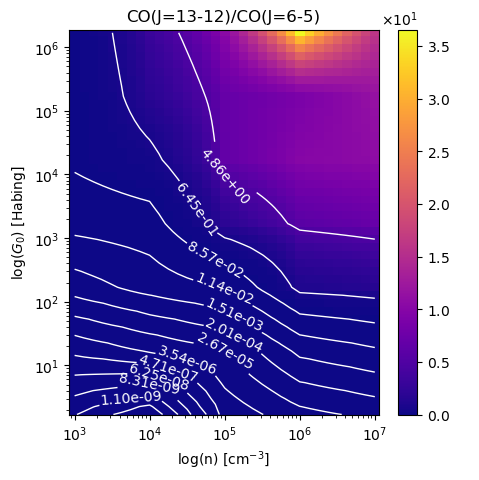 CO(J=13-12)/CO(J=6-5)
×10¹
10⁶
10⁵
10⁴
10³
10²
10¹
log(G₀) [Habing]
4.86e+00
6.45e-01
8.57e-02
1.14e-02
1.51e-03
2.01e-04
2.67e-05
3.54e-06
4.71e-07
6.25e-08
8.31e-09
1.10e-09
10³
10⁴
10⁵
10⁶
10⁷
log(n) [cm⁻³]
3.5
3.0
2.5
2.0
1.5
1.0
0.5
0.0